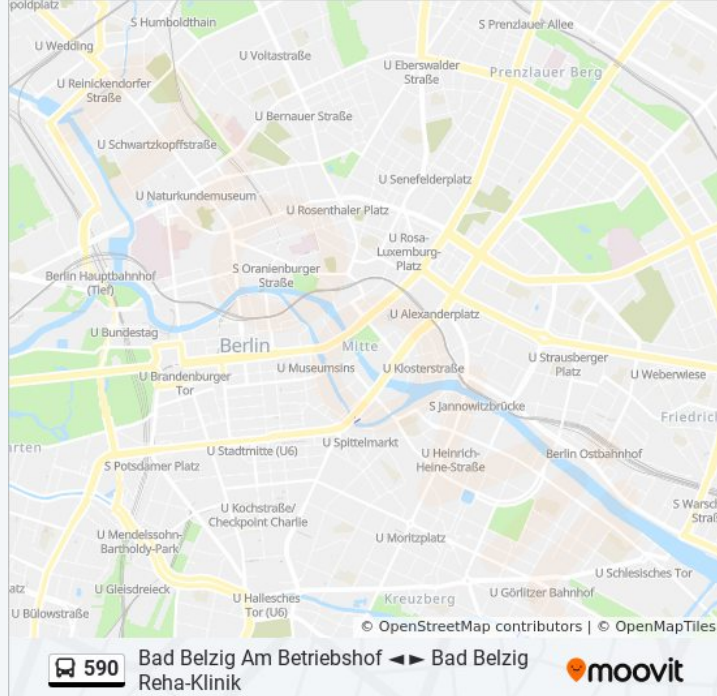 poldplatz
S Humboldthain
S Prenzlauer Allee
U Wedding
U Voltastraße
U Eberswalder
Straße
Prenzlauer Berg
U Reinickendorfer
Straße
U Bernauer Straße
U Schwartzkopffstraße
U Senefelderplatz
U Naturkundemuseum
U Rosenthaler Platz
U Rosa-
Luxemburg-
Platz
Berlin Hauptbahnhof
(Tief)
S Oranienburger
Straße
U Alexanderplatz
U Bundestag
Berlin
Mitte
U Strausberger
Platz
U Museumsins
U Klosterstraße
U Weberwiese
U Brandenburger
Tor
S Jannowitzbrücke
Friedric
arten
U Spittelmarkt
U Stadtmitte (U6)
U Heinrich-
Heine-Straße
Berlin Ostbahnhof
S Potsdamer Platz
S Warsc
Straß
U Kochstraße/
Checkpoint Charlie
U Mendelssohn-
Bartholdy-Park
U Moritzplatz
U Schlesisches Tor
atz
U Gleisdreieck
U Hallesches
Tor (U6)
Kreuzberg
U Görlitzer Bahnhof
U Bülowstraße
© OpenStreetMap contributors | © OpenMapTiles
590
Bad Belzig Am Betriebshof ◄► Bad Belzig
Reha-Klinik
moovit